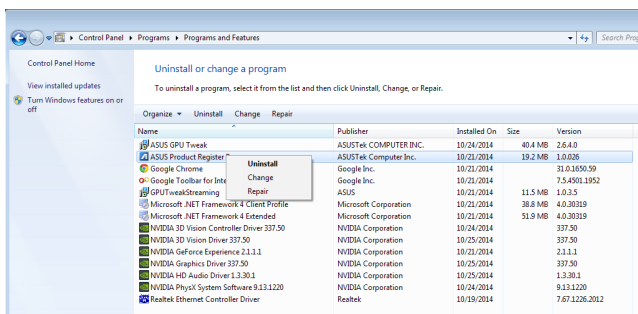 Control Panel ▸ Programs ▸ Programs and Features
Search Prog
Control Panel Home
View installed updates
Turn Windows features on or off
Uninstall or change a program
To uninstall a program, select it from the list and then click Uninstall, Change, or Repair.
Organize Uninstall Change Repair
Name Publisher Installed On Size Version
ASUS GPU Tweak ASUSTek COMPUTER INC. 10/24/2014 40.4 MB 2.6.4.0
ASUS Product Register ASUSTek Computer Inc. 10/21/2014 19.2 MB 1.0.026
Google Chrome Google Inc. 10/21/2014 31.0.1650.59
Google Toolbar for Inte Google Inc. 10/21/2014 7.5.4501.1952
GPUTweakStreaming ASUS 10/21/2014 11.5 MB 1.0.3.5
Microsoft .NET Framework 4 Client Profile Microsoft Corporation 10/21/2014 38.8 MB 4.0.30319
Microsoft .NET Framework 4 Extended Microsoft Corporation 10/21/2014 51.9 MB 4.0.30319
NVIDIA 3D Vision Controller Driver 337.50 NVIDIA Corporation 10/24/2014 337.50
NVIDIA 3D Vision Driver 337.50 NVIDIA Corporation 10/25/2014 337.50
NVIDIA GeForce Experience 2.1.1.1 NVIDIA Corporation 10/21/2014 2.1.1.1
NVIDIA Graphics Driver 337.50 NVIDIA Corporation 10/25/2014 337.50
NVIDIA HD Audio Driver 1.3.30.1 NVIDIA Corporation 10/25/2014 1.3.30.1
NVIDIA PhysX System Software 9.13.1220 NVIDIA Corporation 10/24/2014 9.13.1220
Realtek Ethernet Controller Driver Realtek 10/19/2014 7.67.1226.2012
Uninstall
Change
Repair